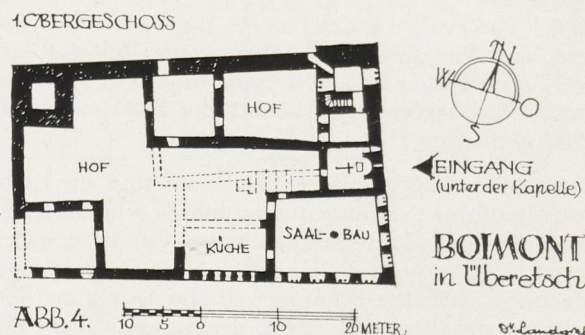 1. OBERGESCHOSS
N
W
O
S
HOF
HOF
EINGANG
(unter der Kapelle)
SAAL-BAU
KÜCHE
BOIMONT
in Überetsch
ABB.4.
10 5 0 10 20 METER,